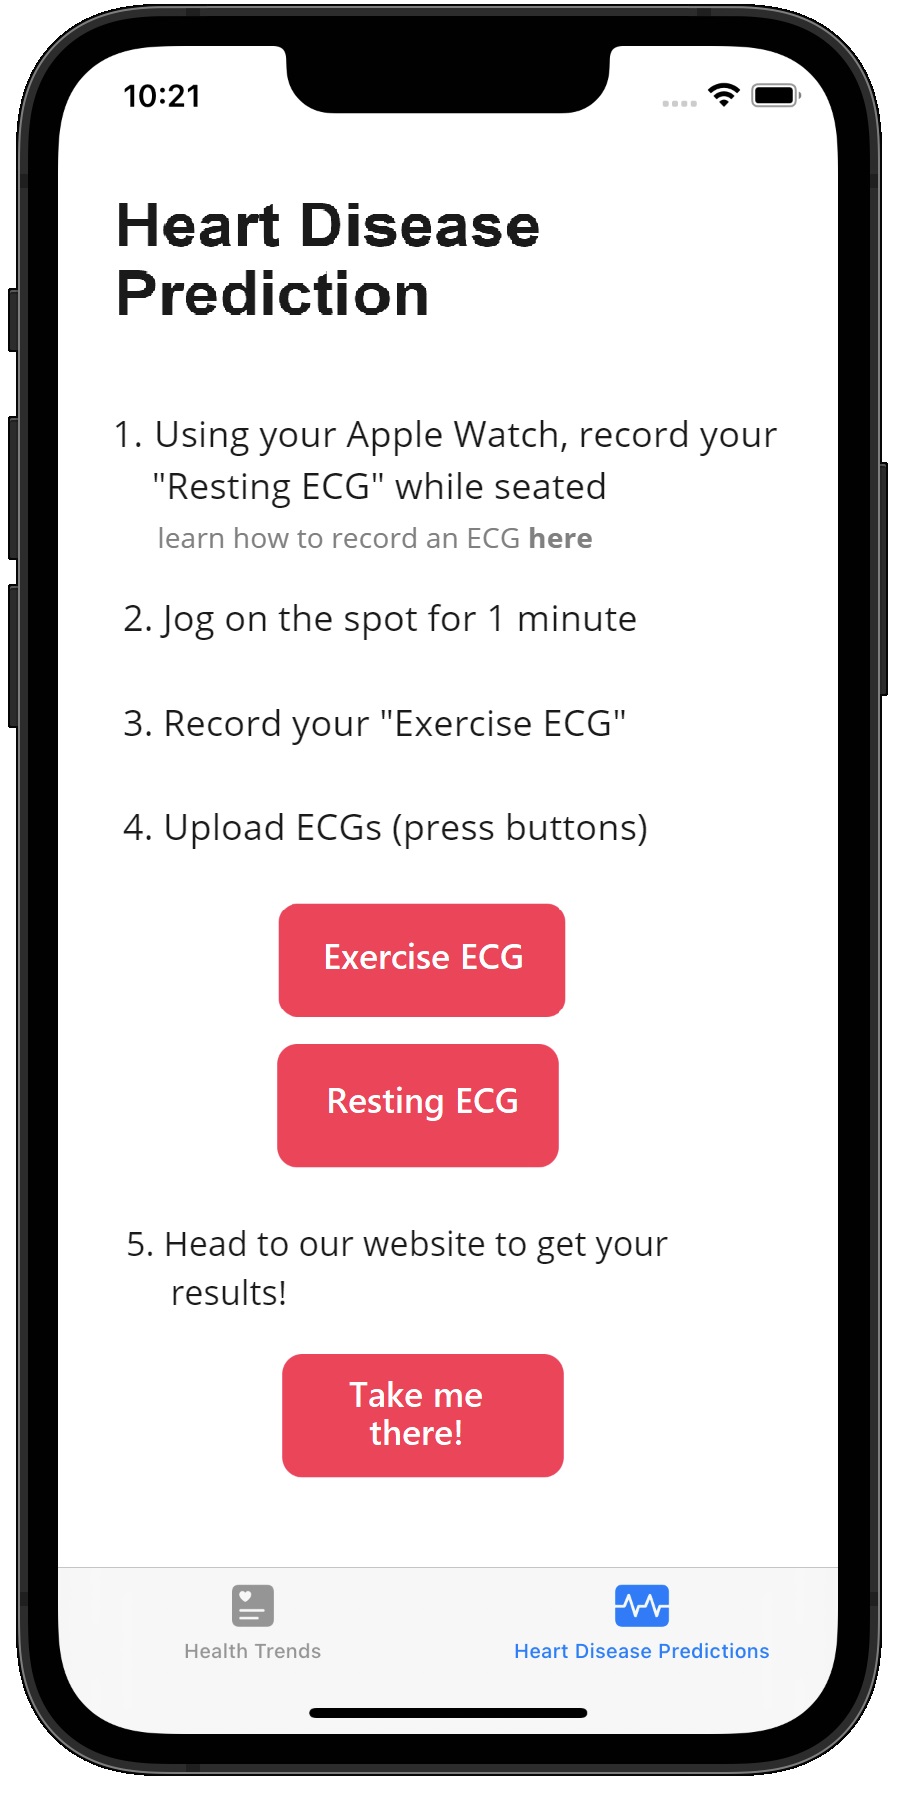 10:21
Heart Disease
Prediction
1. Using your Apple Watch, record your
"Resting ECG" while seated
learn how to record an ECG here
2. Jog on the spot for 1 minute
3. Record your "Exercise ECG"
4. Upload ECGs (press buttons)
Exercise ECG
Resting ECG
5. Head to our website to get your
results!
Take me
there!
Health Trends
Heart Disease Predictions